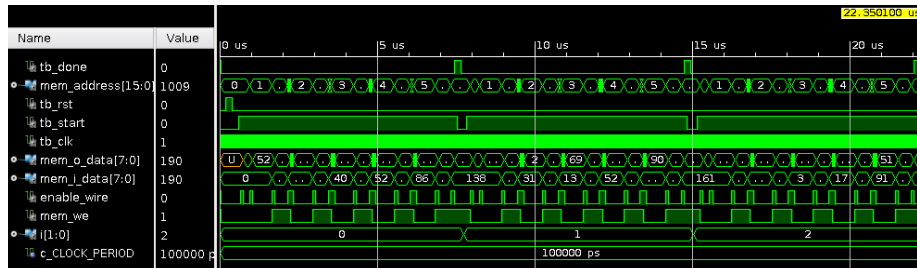 22.350100 us
Name Value 0 us 5 us 10 us 15 us 20 us
tb_done 0
mem_address[15:0] 1009 0 1 . 2 . 3 . 4 . 5 . . 1 . 2 . 3 . 4 . 5 . . 1 . 2 . 3 . 4 . 5 .
tb_rst 0
tb_start 0
tb_clk 1
mem_o_data[7:0] 190 U 52 2 69 90 51
mem_i_data[7:0] 190 0 40 52 86 138 31 13 52 161 3 17 91
enable_wire 0
mem_we 1
i[1:0] 2 0 1 2
c_CLOCK_PERIOD 100000 p 100000 ps